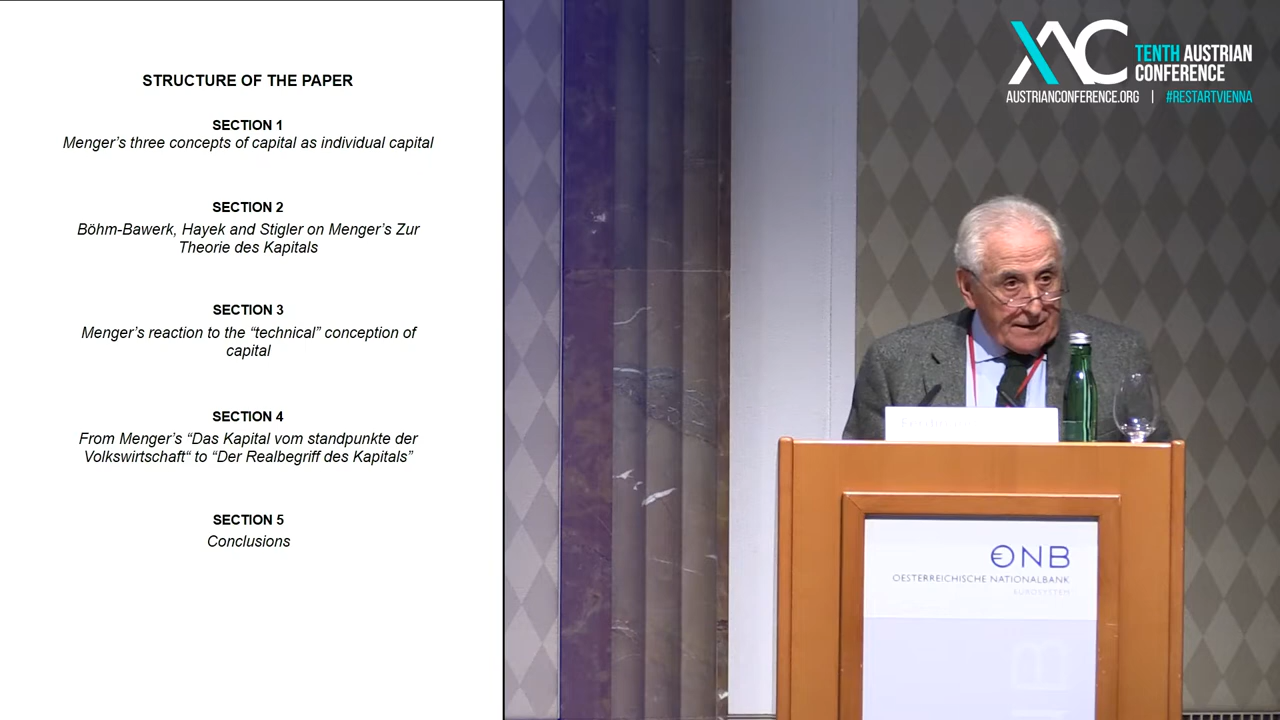 STRUCTURE OF THE PAPER
SECTION 1
Menger's three concepts of capital as individual capital
SECTION 2
Böhm-Bawerk, Hayek and Stigler on Menger's Zur
Theorie des Kapitals
SECTION 3
Menger's reaction to the “technical” conception of
capital
SECTION 4
From Menger's “Das Kapital vom standpunkte der
Volkswirtschaft“ to “Der Realbegriff des Kapitals”
SECTION 5
Conclusions
XAC
TENTH AUSTRIAN
CONFERENCE
AUSTRIANCONFERENCE.ORG | #RESTARTVIENNA
ONB
OESTERREICHISCHE NATIONALBANK
EUROSYSTEM